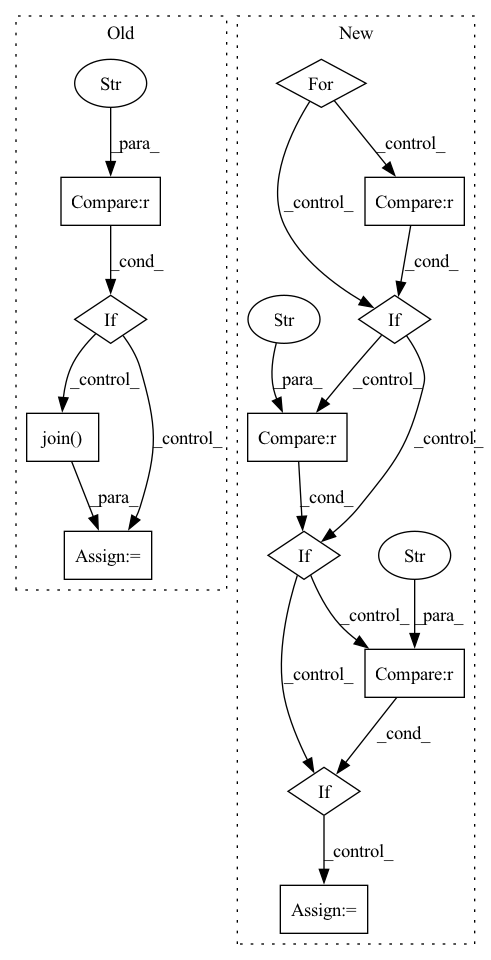 Old
New
Str
For
_para_
_control_
Compare:r
Compare:r
_control_
_cond_
_cond_
If
Str
If
_control_
_para_
_control_
join()
_control_
Compare:r
_control_
_para_
_cond_
Assign:=
If
Str
_control_
_para_
_control_
Compare:r
_cond_
If
_control_
Assign:=